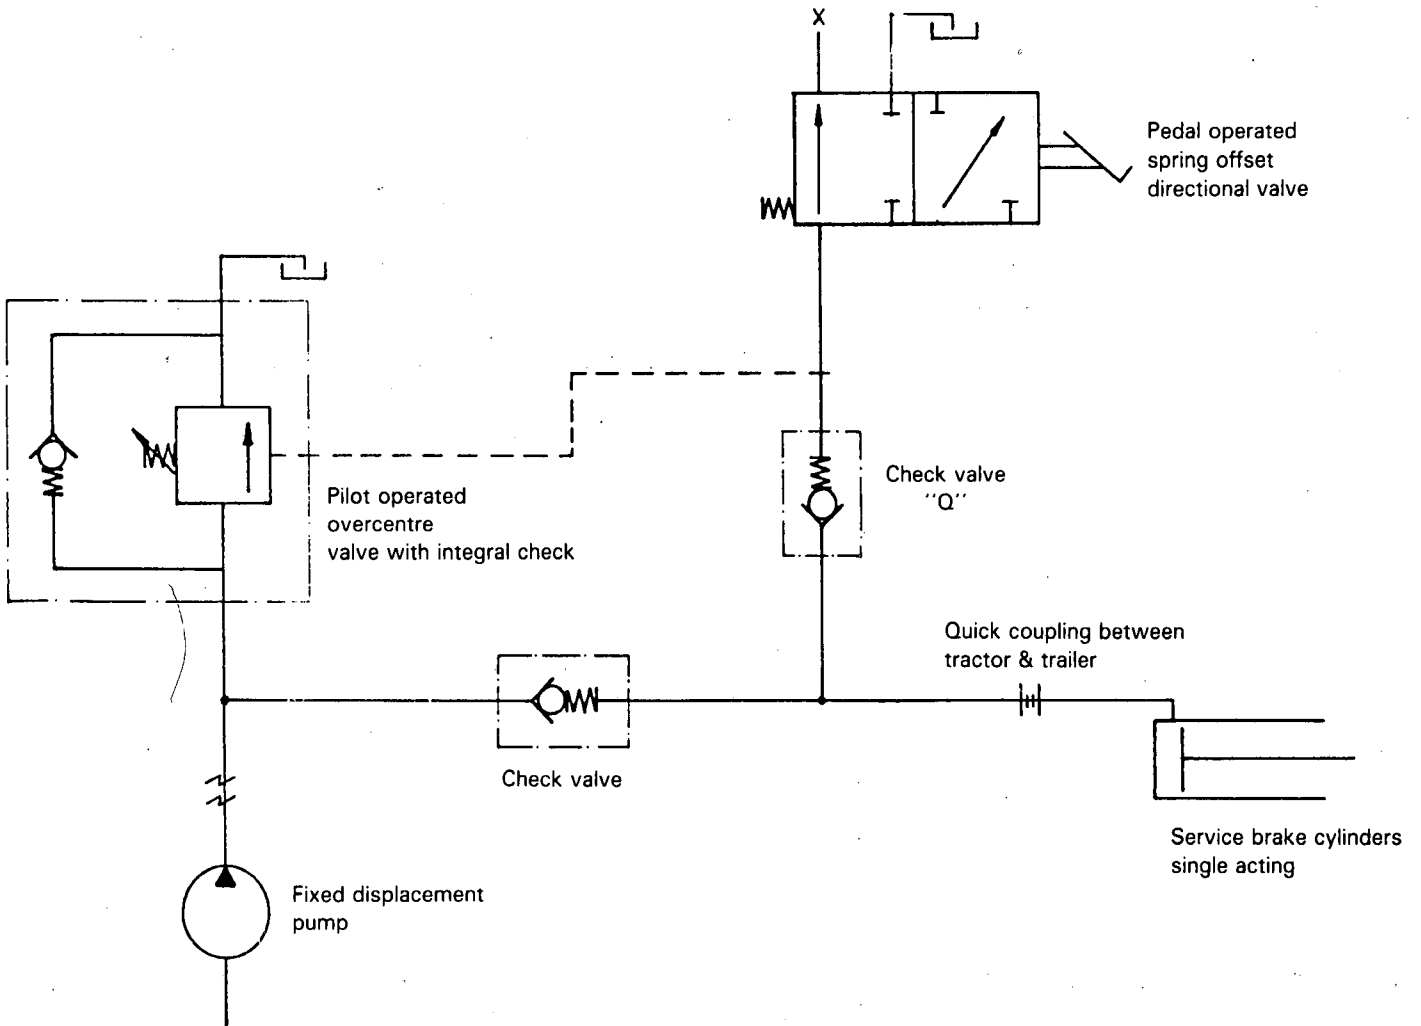 X
Pedal operated
spring offset
directional valve
Pilot operated
overcentre
valve with integral check
Check valve
"Q"
Quick coupling between
tractor & trailer
Check valve
Service brake cylinders
single acting
Fixed displacement
pump